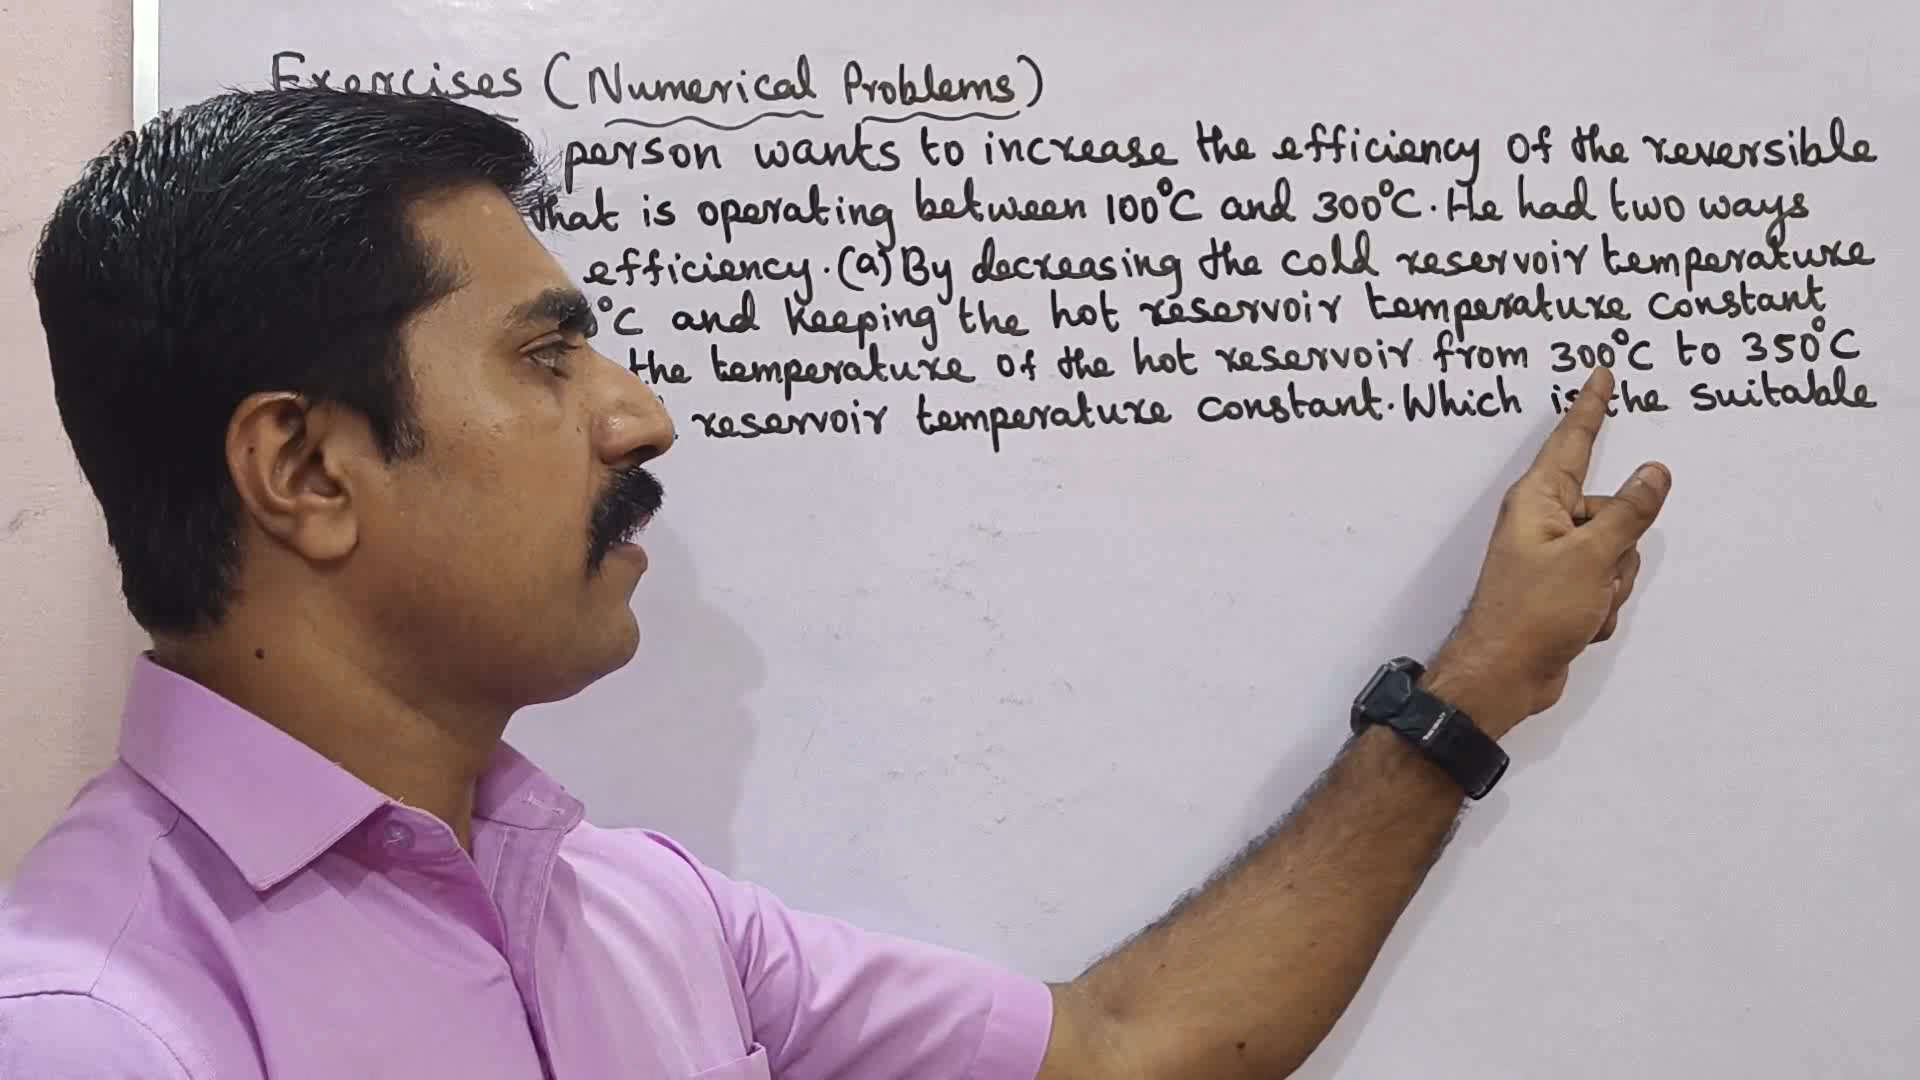 Exercises (Numerical Problems)
person wants to increase the efficiency of the reversible
that is operating between 100°C and 300°C. He had two ways
efficiency. (a) By decreasing the cold reservoir temperature
°C and keeping the hot reservoir temperature constant
the temperature of the hot reservoir from 300°C to 350°C
reservoir temperature constant. Which is the suitable